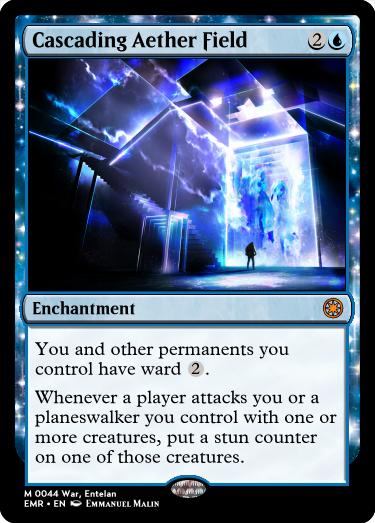 Cascading Aether Field 2
Enchantment
You and other permanents you
control have ward 2.
Whenever a player attacks you or a
planeswalker you control with one or
more creatures, put a stun counter
on one of those creatures.
M 0044 War, Entelan
EMR • EN Emmanuel Malin